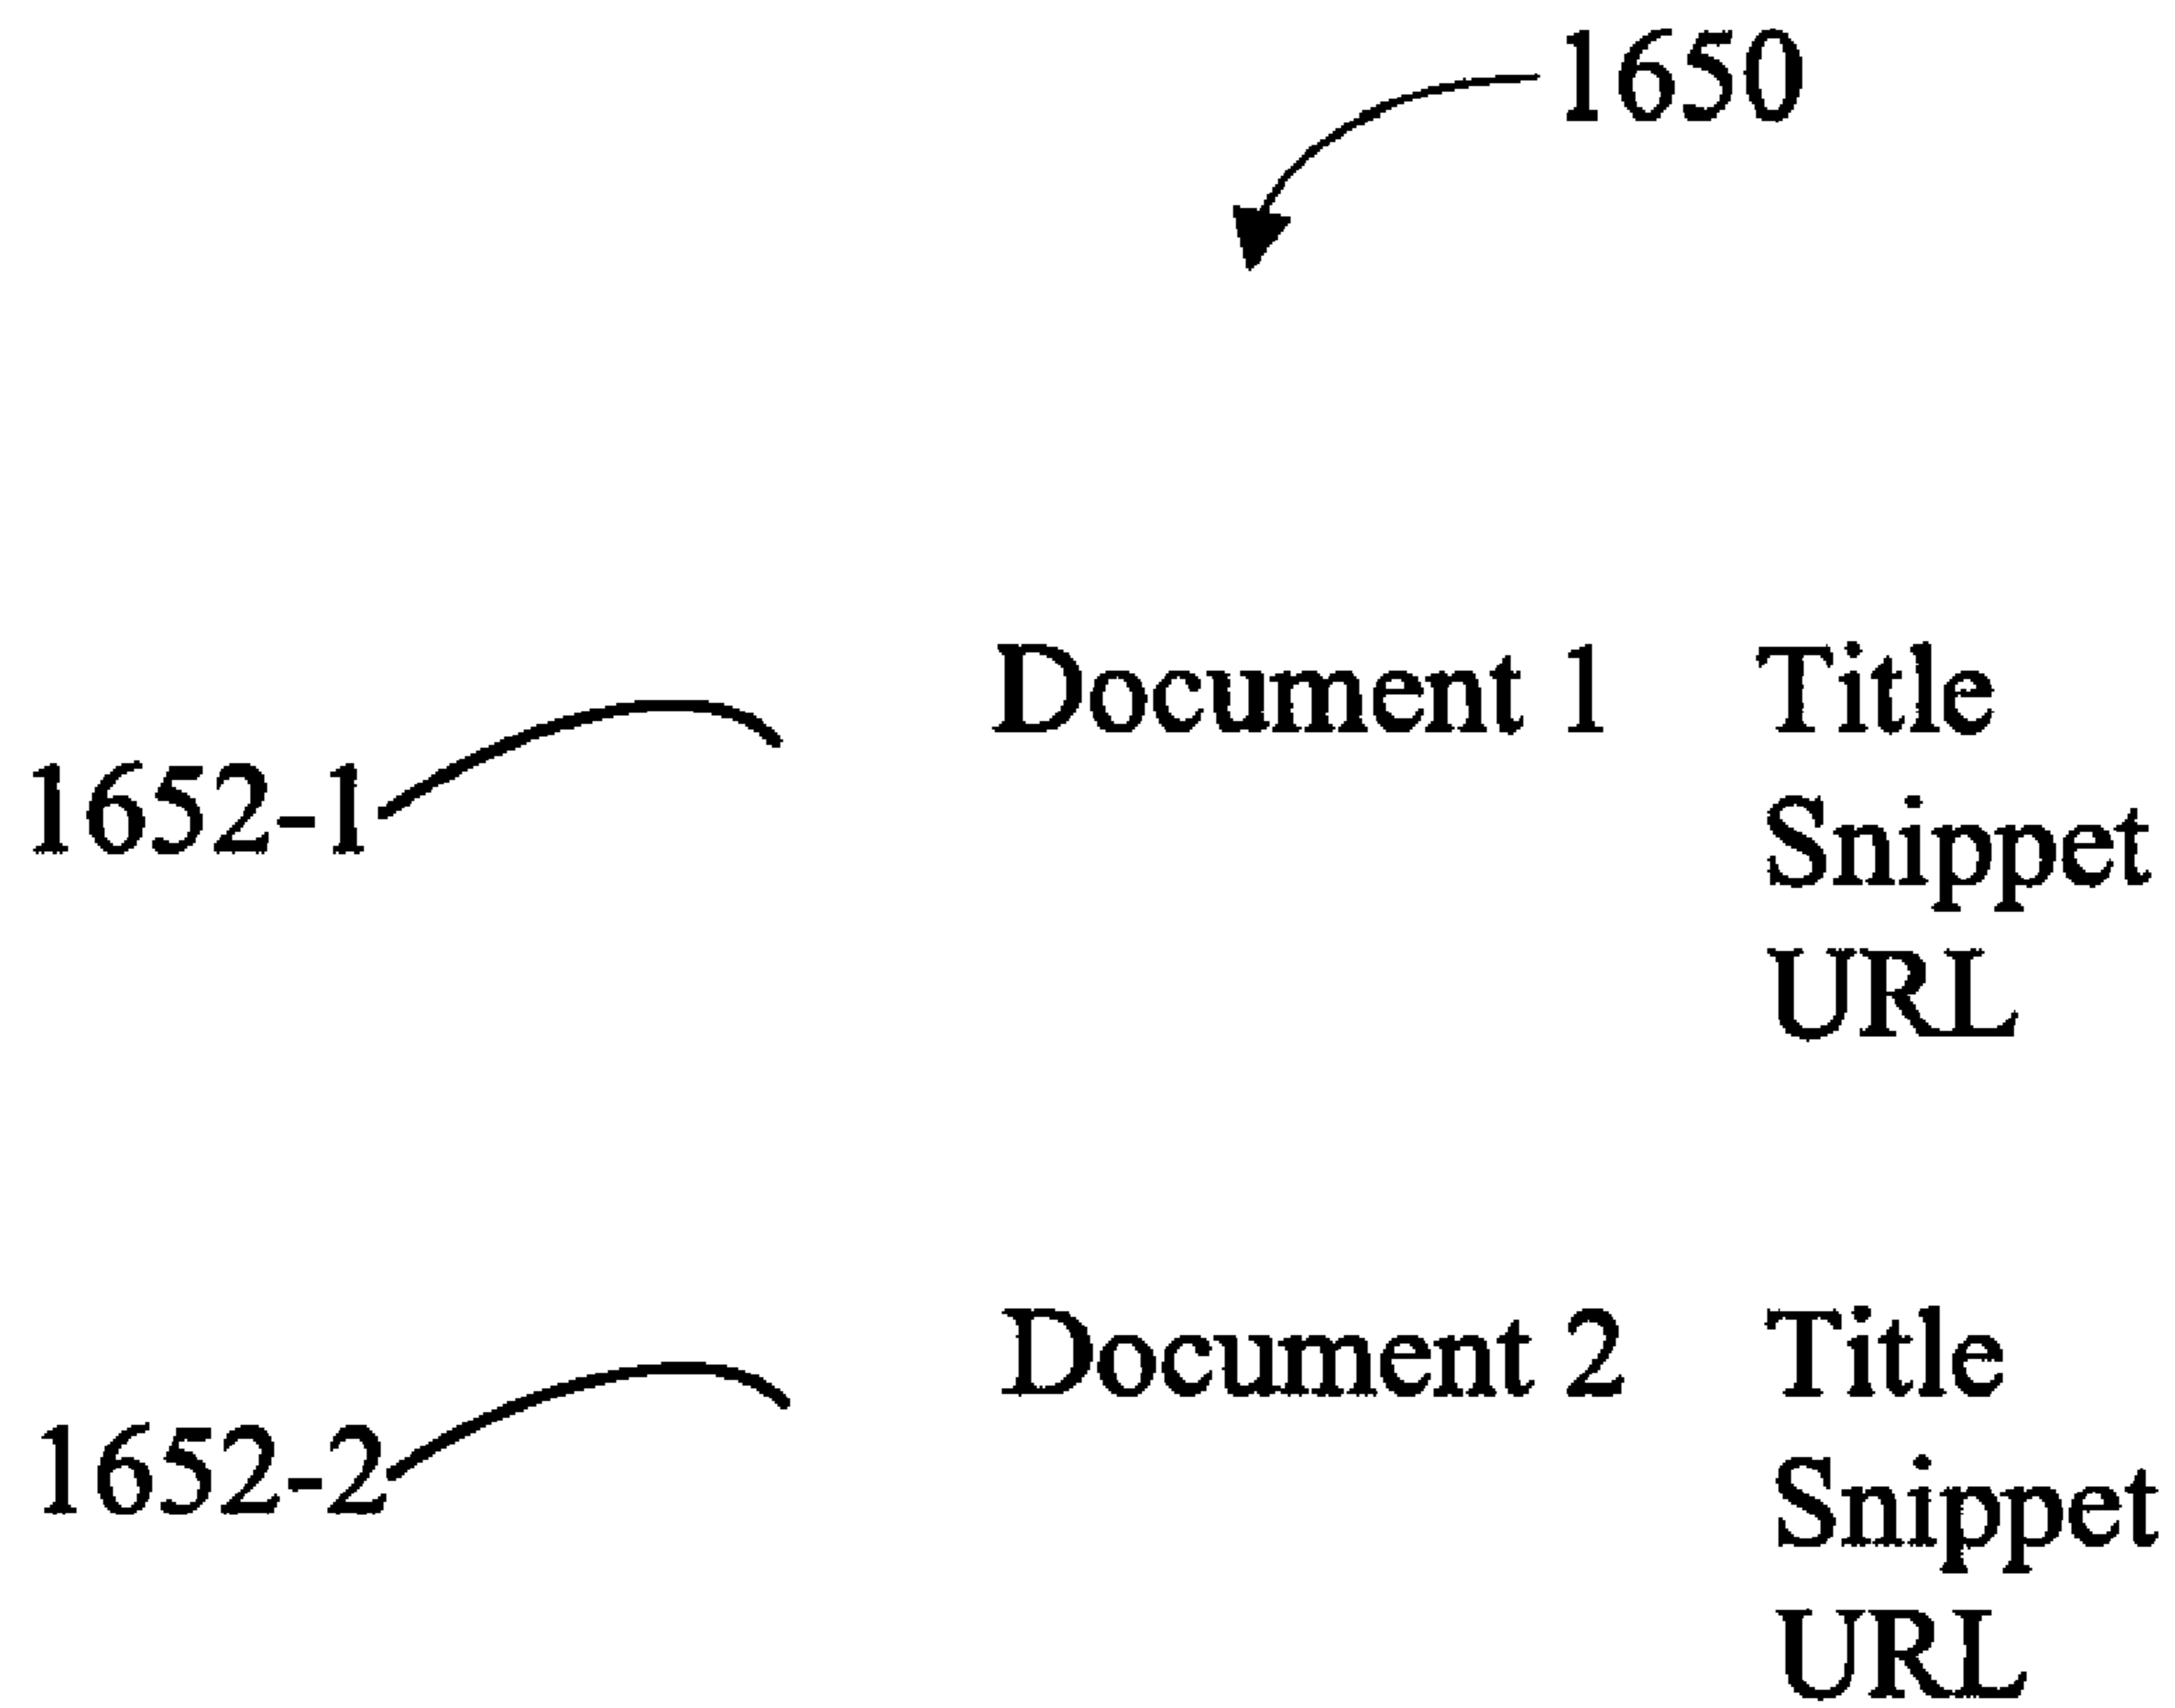 1650
Document 1 Title
1652-1
Snippet
URL
Document 2 Title
1652-2
Snippet
URL